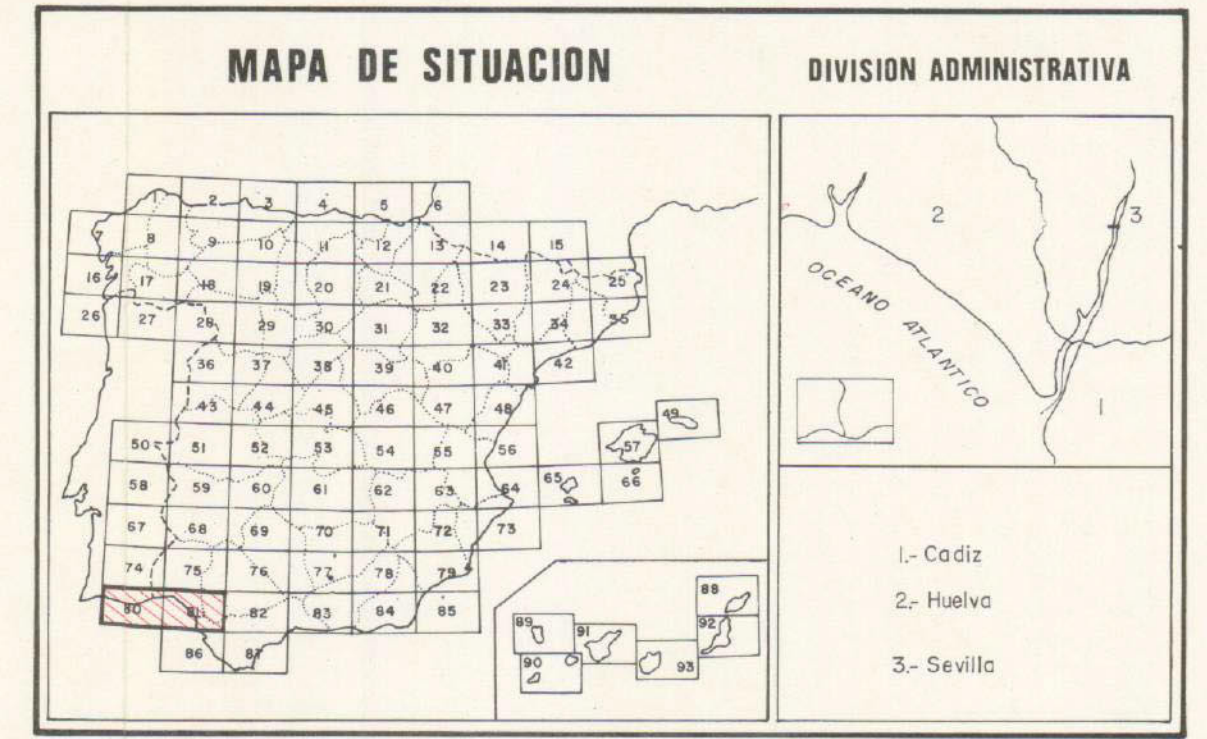 MAPA DE SITUACION
DIVISION ADMINISTRATIVA
1 2 3 4 5 6
7 8 9 10 11 12 13 14 15
16 17 18 19 20 21 22 23 24 25
26 27 28 29 30 31 32 33 34 35
36 37 38 39 40 41 42
43 44 45 46 47 48 49
50 51 52 53 54 55 56 57
58 59 60 61 62 63 64 65 66
67 68 69 70 71 72 73
74 75 76 77 78 79
80 81 82 83 84 85
86 87
88
89 91 92
90 93
2 3
OCEANO ATLANTICO
1
1.- Cadiz
2.- Huelva
3.- Sevilla